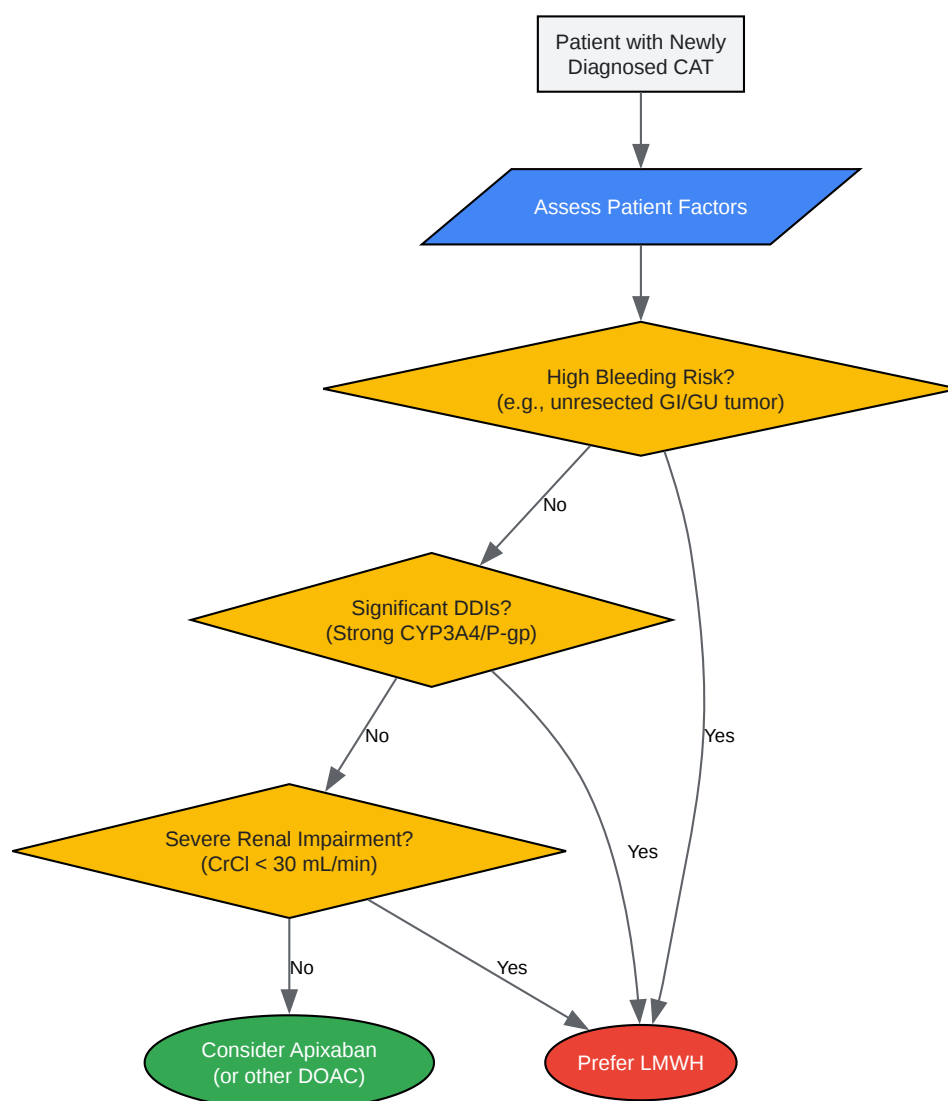 Patient with Newly
Diagnosed CAT
Assess Patient Factors
High Bleeding Risk?
(e.g., unresected GI/GU tumor)
No
Significant DDIs?
(Strong CYP3A4/P-gp)
No
Yes
Severe Renal Impairment?
(CrCl < 30 mL/min)
Yes
No
Yes
Consider Apixaban
(or other DOAC)
Prefer LMWH